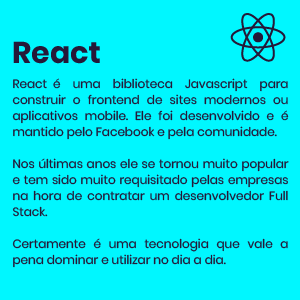 React
React é uma biblioteca Javascript para
construir o frontend de sites modernos ou
aplicativos mobile. Ele foi desenvolvido e é
mantido pelo Facebook e pela comunidade.
Nos últimas anos ele se tornou muito popular
e tem sido muito requisitado pelas empresas
na hora de contratar um desenvolvedor Full
Stack.
Certamente é uma tecnologia que vale a
pena dominar e utilizar no dia a dia.